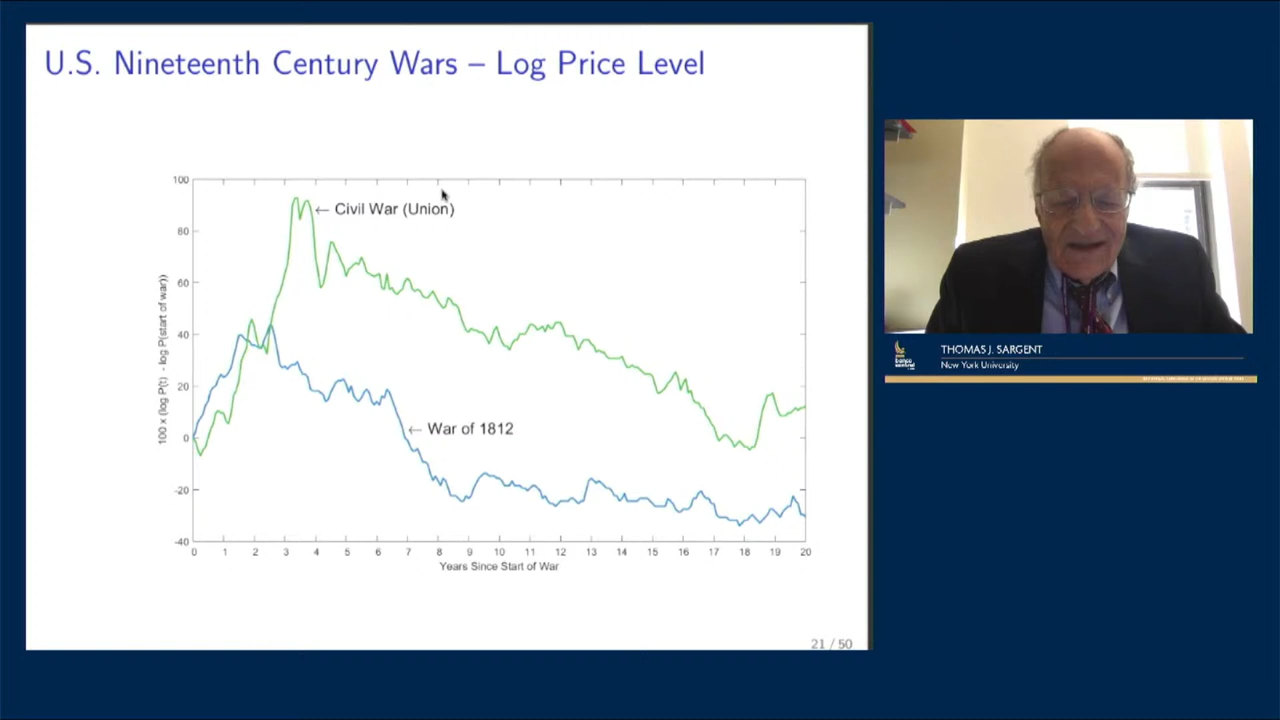 U.S. Nineteenth Century Wars – Log Price Level
100
80
60
40
20
0
-20
-40
100 x (log P(t) - log P(start of war))
← Civil War (Union)
← War of 1812
0 1 2 3 4 5 6 7 8 9 10 11 12 13 14 15 16 17 18 19 20
Years Since Start of War
21 / 50
THOMAS J. SARGENT
New York University